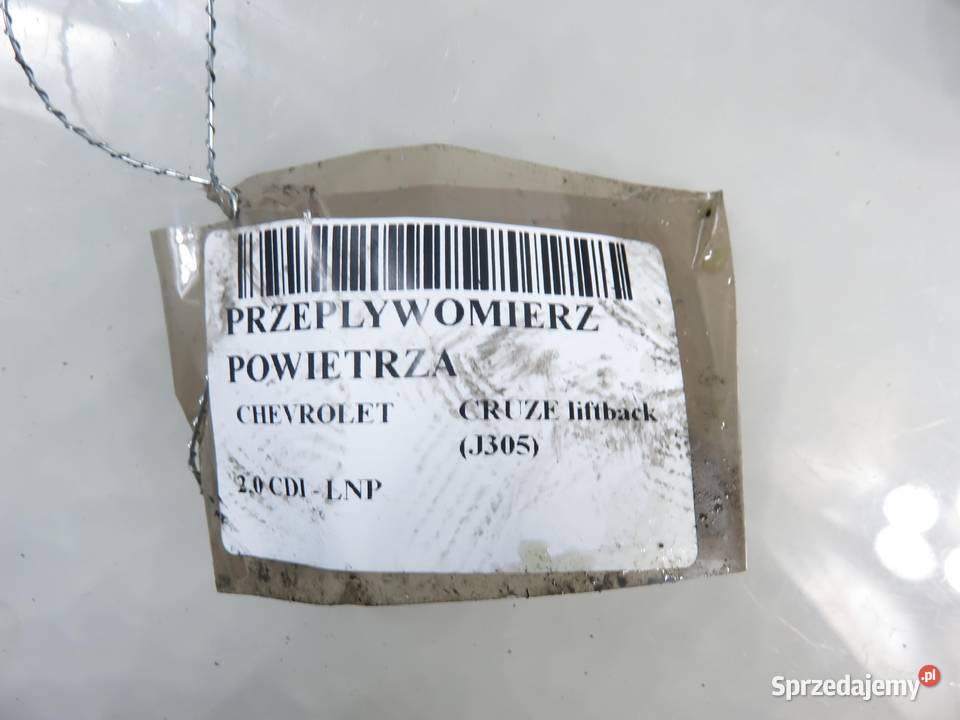 PRZEPLYWOMIERZ
POWIETRZA
CHEVROLET CRUZE liftback
(J305)
2.0 CDI - LNP
Sprzedajemy.pl